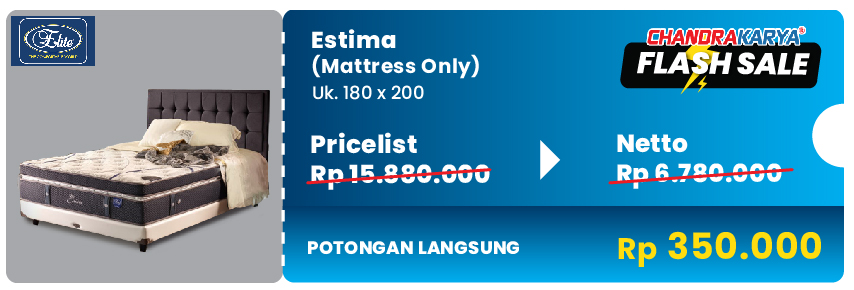 Elite
Estima
(Mattress Only)
Uk. 180 x 200
CHANDRAKARYA®
FLASH SALE
Pricelist
Rp 15.880.000
Netto
Rp 6.780.000
POTONGAN LANGSUNG
Rp 350.000